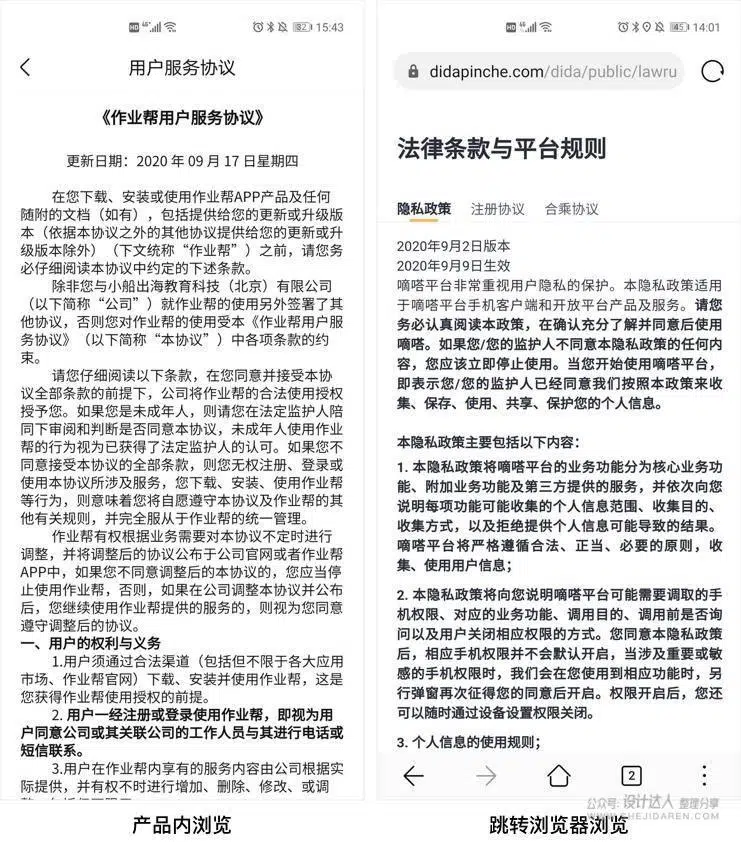 HD 4G 82 15:43
用户服务协议
《作业帮用户服务协议》
更新日期：2020 年 09 月 17 日星期四
在您下载、安装或使用作业帮APP产品及任何
随附的文档（如有），包括提供给您的更新或升级版
本（依据本协议之外的其他协议提供给您的更新或升
级版本除外）（下文统称“作业帮”）之前，请您务
必仔细阅读本协议中约定的下述条款。
除非您与小船出海教育科技（北京）有限公司
（以下简称“公司”）就作业帮的使用另外签署了其
他协议，否则您对作业帮的使用受本《作业帮用户服
务协议》（以下简称“本协议”）中各项条款的约
束。
请您仔细阅读以下条款，在您同意并接受本协
议全部条款的前提下，公司将作业帮的合法使用授权
授予您。如果您是未成年人，则请您在法定监护人陪
同下审阅和判断是否同意本协议，未成年人使用作业
帮的行为视为已获得了法定监护人的认可。如果您不
同意接受本协议的全部条款，则您无权注册、登录或
使用本协议所涉及服务，您下载、安装、使用作业帮
等行为，则意味着您将自愿遵守本协议及作业帮的其
他有关规则，并完全服从于作业帮的统一管理。
作业帮有权根据业务需要对本协议不定时进行
调整，并将调整后的协议公布于公司官网或者作业帮
APP中，如果您不同意调整后的本协议的，您应当停
止使用作业帮，否则，如果在公司调整本协议并公布
后，您继续使用作业帮提供的服务的，则视为您同意
遵守调整后的协议。
一、用户的权利与义务
1.用户须通过合法渠道（包括但不限于各大应用
市场、作业帮官网）下载、安装并使用作业帮，这是
您获得作业帮使用授权的前提。
2. 用户一经注册或登录使用作业帮，即视为用
户同意公司或其关联公司的工作人员与其进行电话或
短信联系。
3.用户在作业帮内享有的服务内容由公司根据实
际提供，并有权不时进行增加、删除、修改、或调
产品内浏览
HD 4G 45 14:01
didapinche.com/dida/public/lawru
法律条款与平台规则
隐私政策 注册协议 合乘协议
2020年9月2日版本
2020年9月9日生效
嘀嗒平台非常重视用户隐私的保护。本隐私政策适用
于嘀嗒平台手机客户端和开放平台产品及服务。请您
务必认真阅读本政策，在确认充分了解并同意后使用
嘀嗒。如果您/您的监护人不同意本隐私政策的任何内
容，您应该立即停止使用。当您开始使用嘀嗒平台，
即表示您/您的监护人已经同意我们按照本政策来收
集、保存、使用、共享、保护您的个人信息。
本隐私政策主要包括以下内容：
1. 本隐私政策将嘀嗒平台的业务功能分为核心业务功
能、附加业务功能及第三方提供的服务，并依次向您
说明每项功能可能收集的个人信息范围、收集目的、
收集方式，以及拒绝提供个人信息可能导致的结果。
嘀嗒平台将严格遵循合法、正当、必要的原则，收
集、使用用户信息；
2. 本隐私政策将向您说明嘀嗒平台可能需要调取的手
机权限、对应的业务功能、调用目的、调用前是否询
问以及用户关闭相应权限的方式。您同意本隐私政策
后，相应手机权限并不会默认开启，当涉及重要或敏
感的手机权限时，我们会在您使用到相应功能时，另
行弹窗再次征得您的同意后开启。权限开启后，您还
可以随时通过设备设置权限关闭。
3. 个人信息的使用规则；
2
公众号: 设计达人 整理分享
WWW.SHEJIDAREN.COM
跳转浏览器浏览